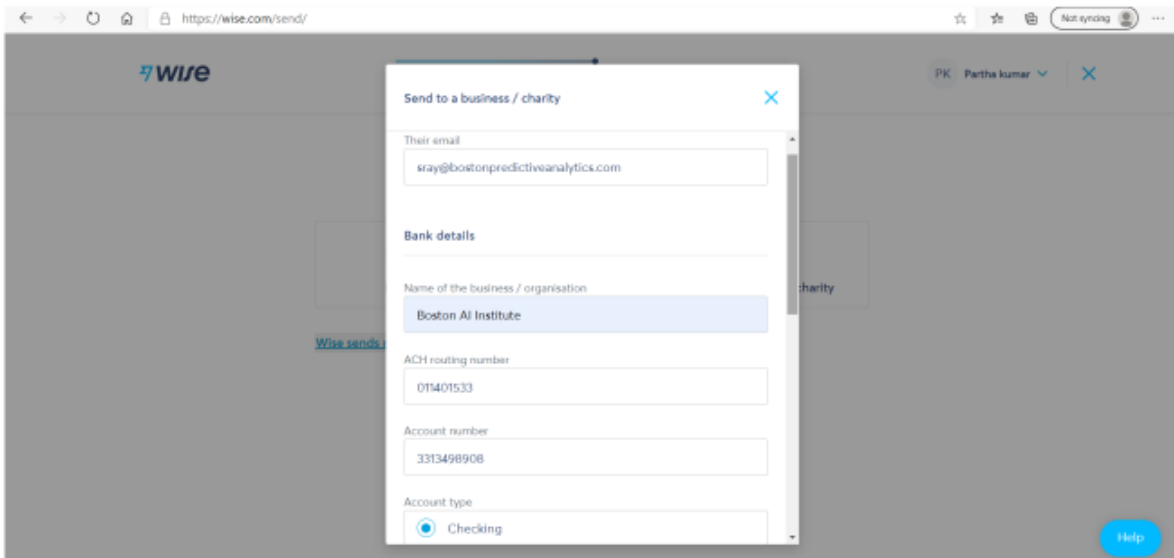 https://wise.com/send/
Not syncing
WISE
PK Partha kumar
Send to a business / charity
Their email
sray@bostonpredictiveanalytics.com
Bank details
Name of the business / organisation
charity
Boston AI Institute
Wise sends
ACH routing number
011401533
Account number
3313498908
Account type
Checking
Help